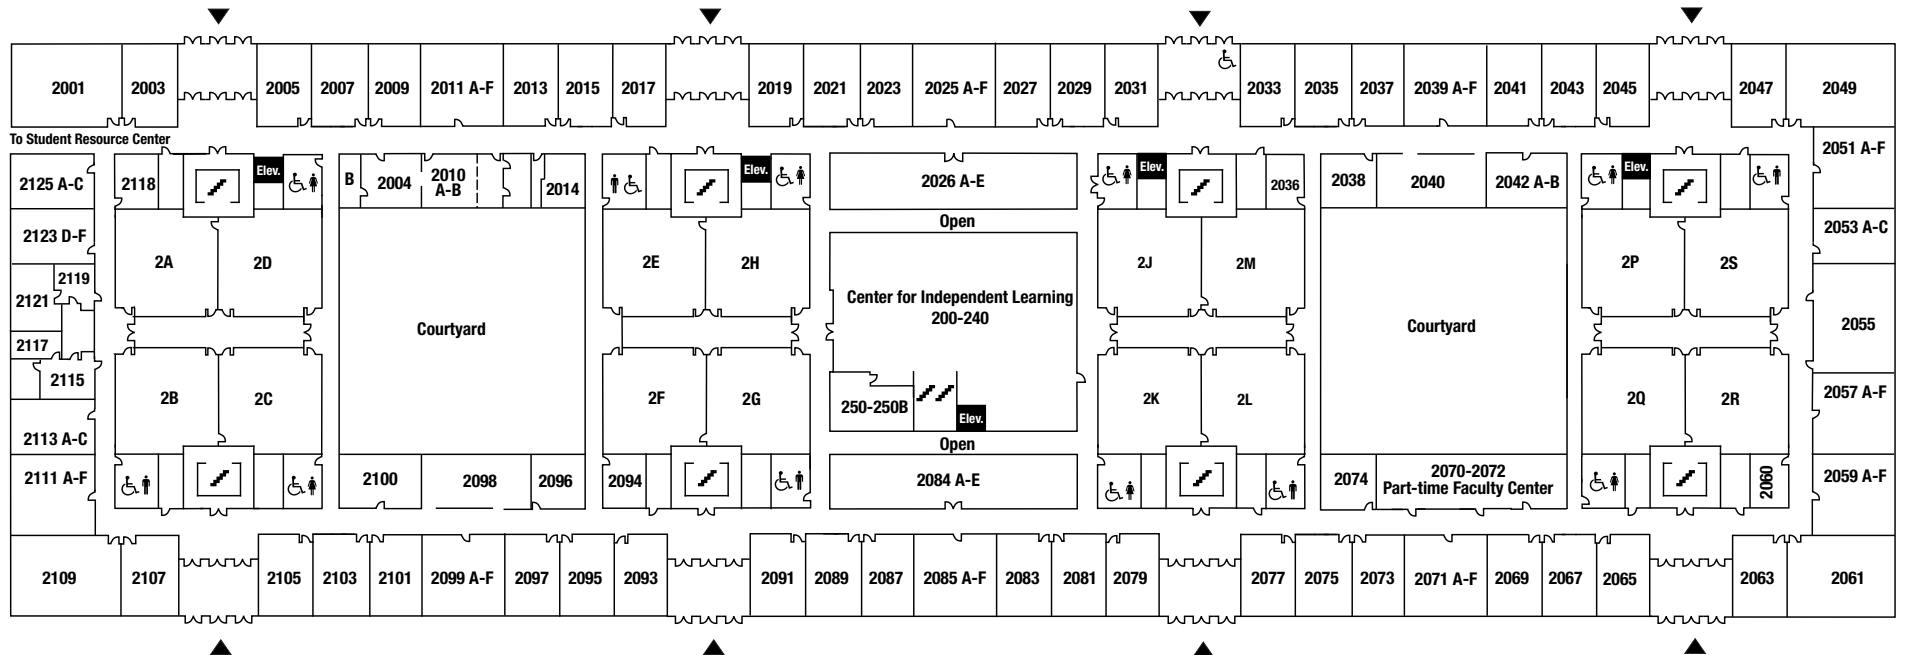 2001
2003
2005
2007
2009
2011 A-F
2013
2015
2017
2019
2021
2023
2025 A-F
2027
2029
2031
2033
2035
2037
2039 A-F
2041
2043
2045
2047
2049
To Student Resource Center
2125 A-C
2118
Elev.
B
2004
2010
A-B
2014
Elev.
2026 A-E
Elev.
2036
2038
2040
2042 A-B
Elev.
2051 A-F
2123 D-F
2053 A-C
Open
2A
2D
2E
2H
2J
2M
2P
2S
2119
2121
2117
2115
Courtyard
Center for Independent Learning
200-240
Courtyard
2055
2B
2C
2F
2G
250-250B
Elev.
2K
2L
2Q
2R
2057 A-F
2113 A-C
Open
2111 A-F
2100
2098
2096
2094
2084 A-E
2074
2070-2072
Part-time Faculty Center
2060
2059 A-F
2109
2107
2105
2103
2101
2099 A-F
2097
2095
2093
2091
2089
2087
2085 A-F
2083
2081
2079
2077
2075
2073
2071 A-F
2069
2067
2065
2063
2061